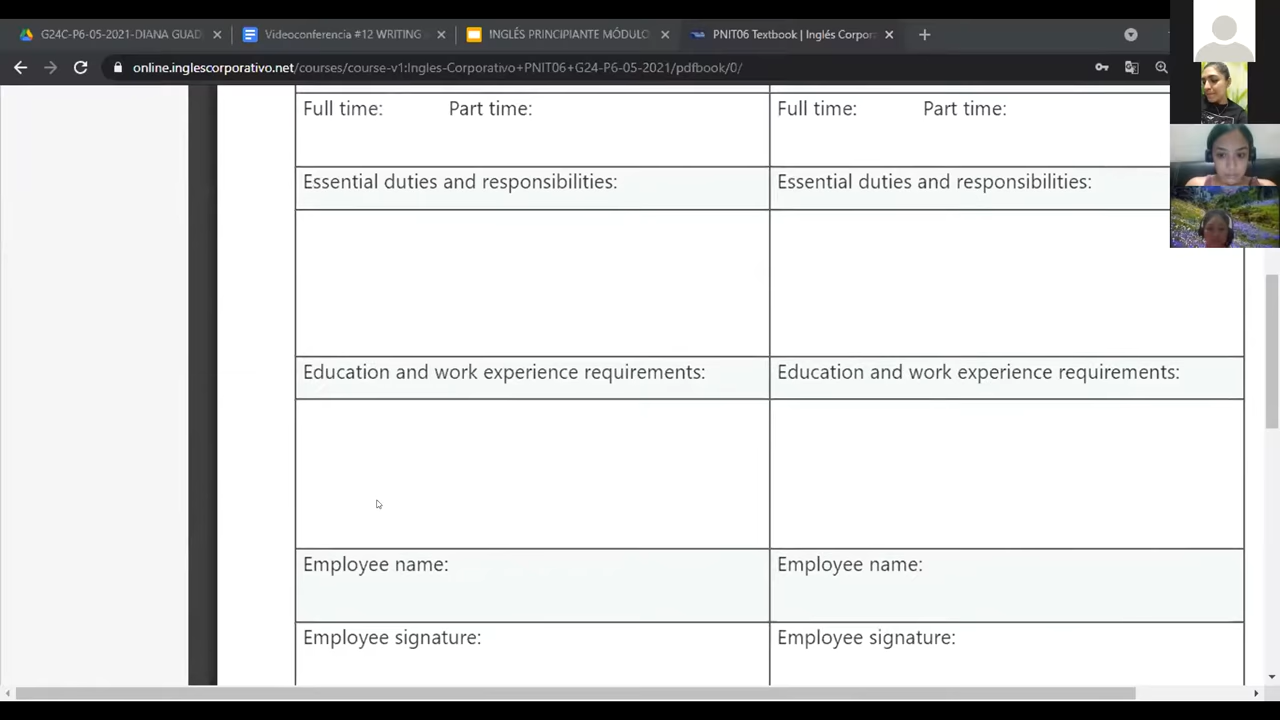 G24C-P6-05-2021-DIANA GUAD
Videoconferencia #12 WRITING
INGLÉS PRINCIPIANTE MÓDULO
PNIT06 Textbook | Inglés Corpor
online.inglescorporativo.net/courses/course-v1:Ingles-Corporativo+PNIT06+G24-P6-05-2021/pdfbook/0/
Full time: Part time: Full time: Part time:
Essential duties and responsibilities: Essential duties and responsibilities:
Education and work experience requirements: Education and work experience requirements:
Employee name: Employee name:
Employee signature: Employee signature: